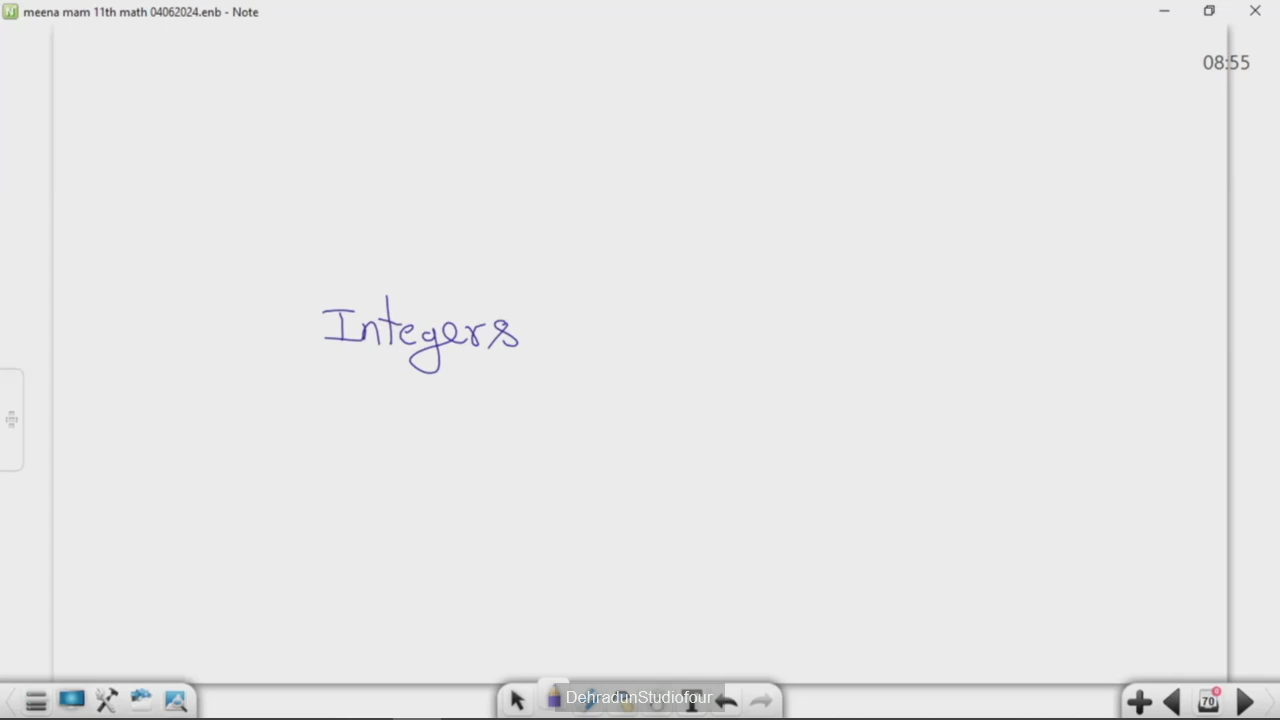 meena mam 11th math 04062024.enb - Note
08:55
Integers
DehradunStudiofour
70